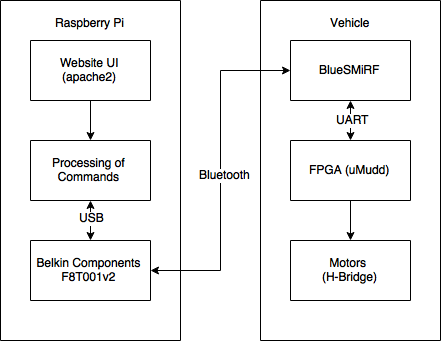 Raspberry Pi
Website UI
(apache2)
Processing of
Commands
USB
Belkin Components
F8T001v2
Bluetooth
Vehicle
BlueSMiRF
UART
FPGA (uMudd)
Motors
(H-Bridge)